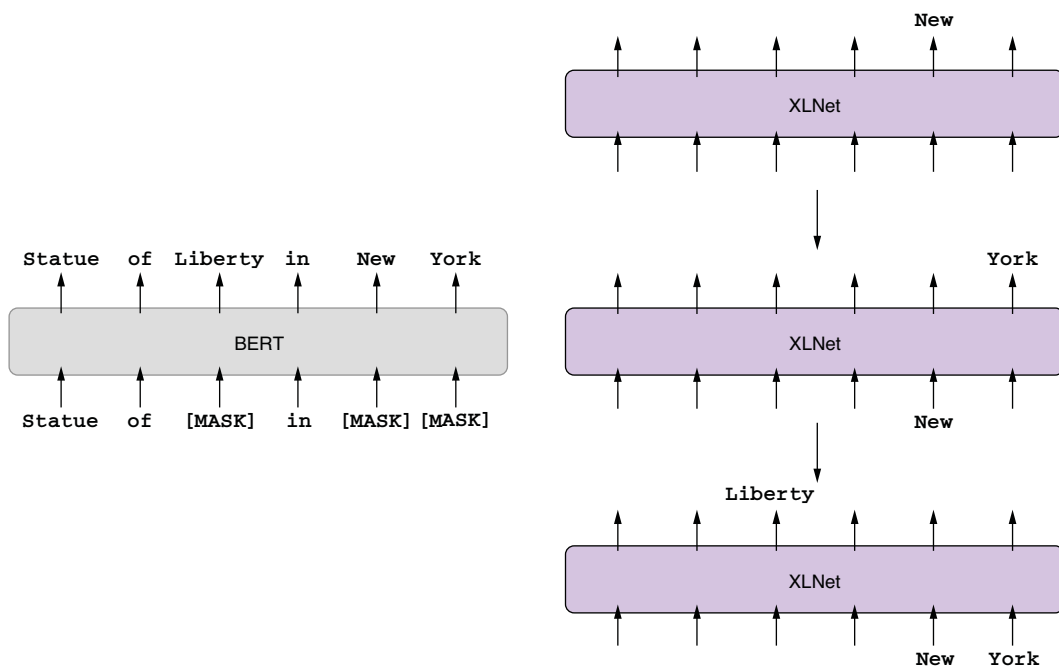 Statue of Liberty in New York
BERT
Statue of [MASK] in [MASK] [MASK]
New
XLNet
York
XLNet
New
Liberty
XLNet
New York